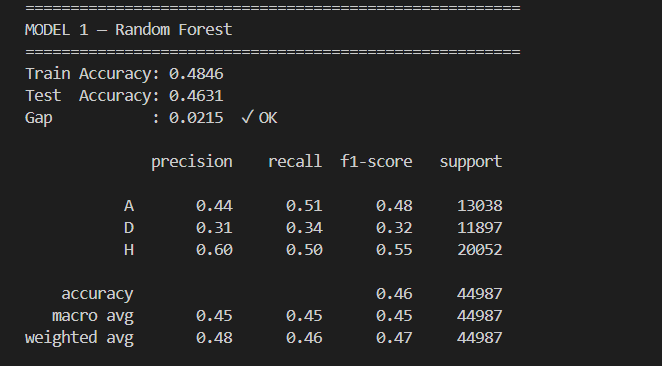 =======================================================
MODEL 1 — Random Forest
=======================================================
Train Accuracy: 0.4846
Test  Accuracy: 0.4631
Gap           : 0.0215  ✓ OK
              precision    recall  f1-score   support
           A       0.44      0.51      0.48     13038
           D       0.31      0.34      0.32     11897
           H       0.60      0.50      0.55     20052
    accuracy                           0.46     44987
   macro avg       0.45      0.45      0.45     44987
weighted avg       0.48      0.46      0.47     44987